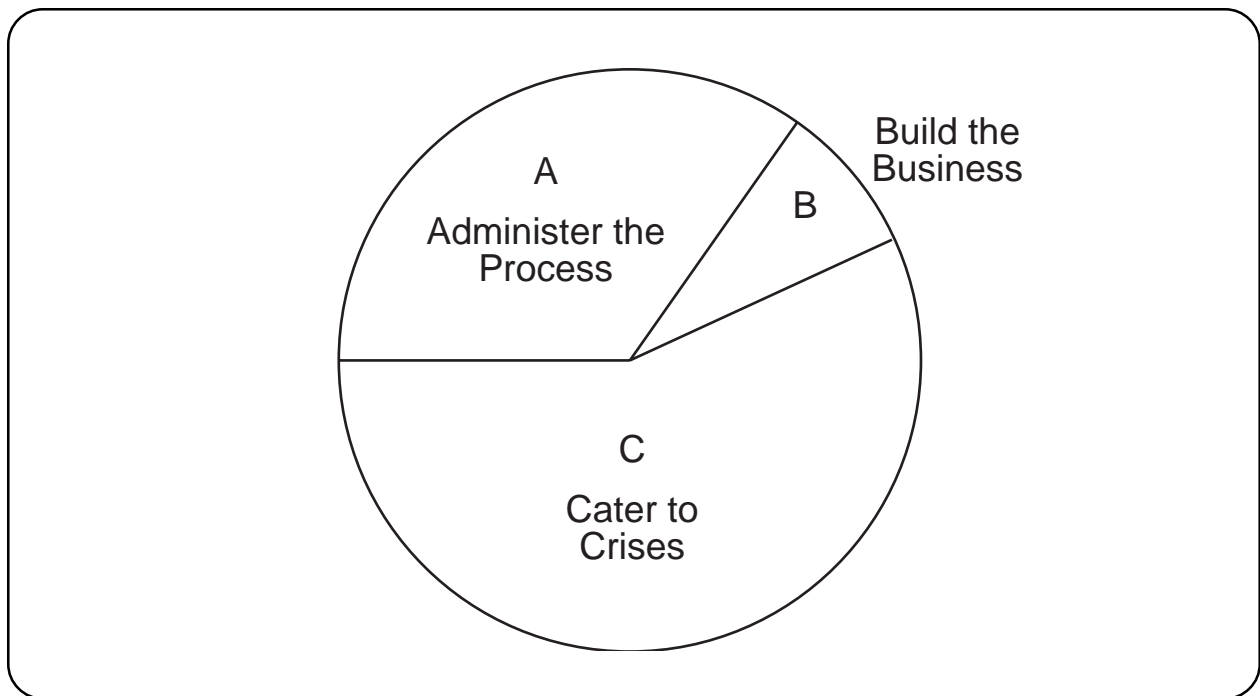 A
Administer the
Process
Build the
Business
B
C
Cater to
Crises